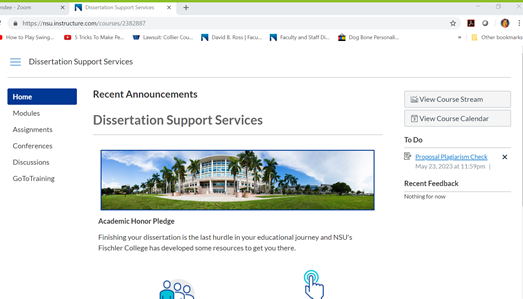 ndee - Zoom
Dissertation Support Services
https://nsu.instructure.com/courses/2382887
How to Play Swing...
5 Tricks To Make Pe...
Lawsuit: Collier Cou...
David B. Ross | Facu...
Faculty and Staff Di...
Dog Bone Personali...
Other bookmarks
Dissertation Support Services
Home
Modules
Assignments
Conferences
Discussions
GoToTraining
Recent Announcements
Dissertation Support Services
Academic Honor Pledge
Finishing your dissertation is the last hurdle in your educational journey and NSU's
Fischler College has developed some resources to get you there.
View Course Stream
View Course Calendar
To Do
Proposal Plagiarism Check
May 23, 2023 at 11:59pm |
Recent Feedback
Nothing for now